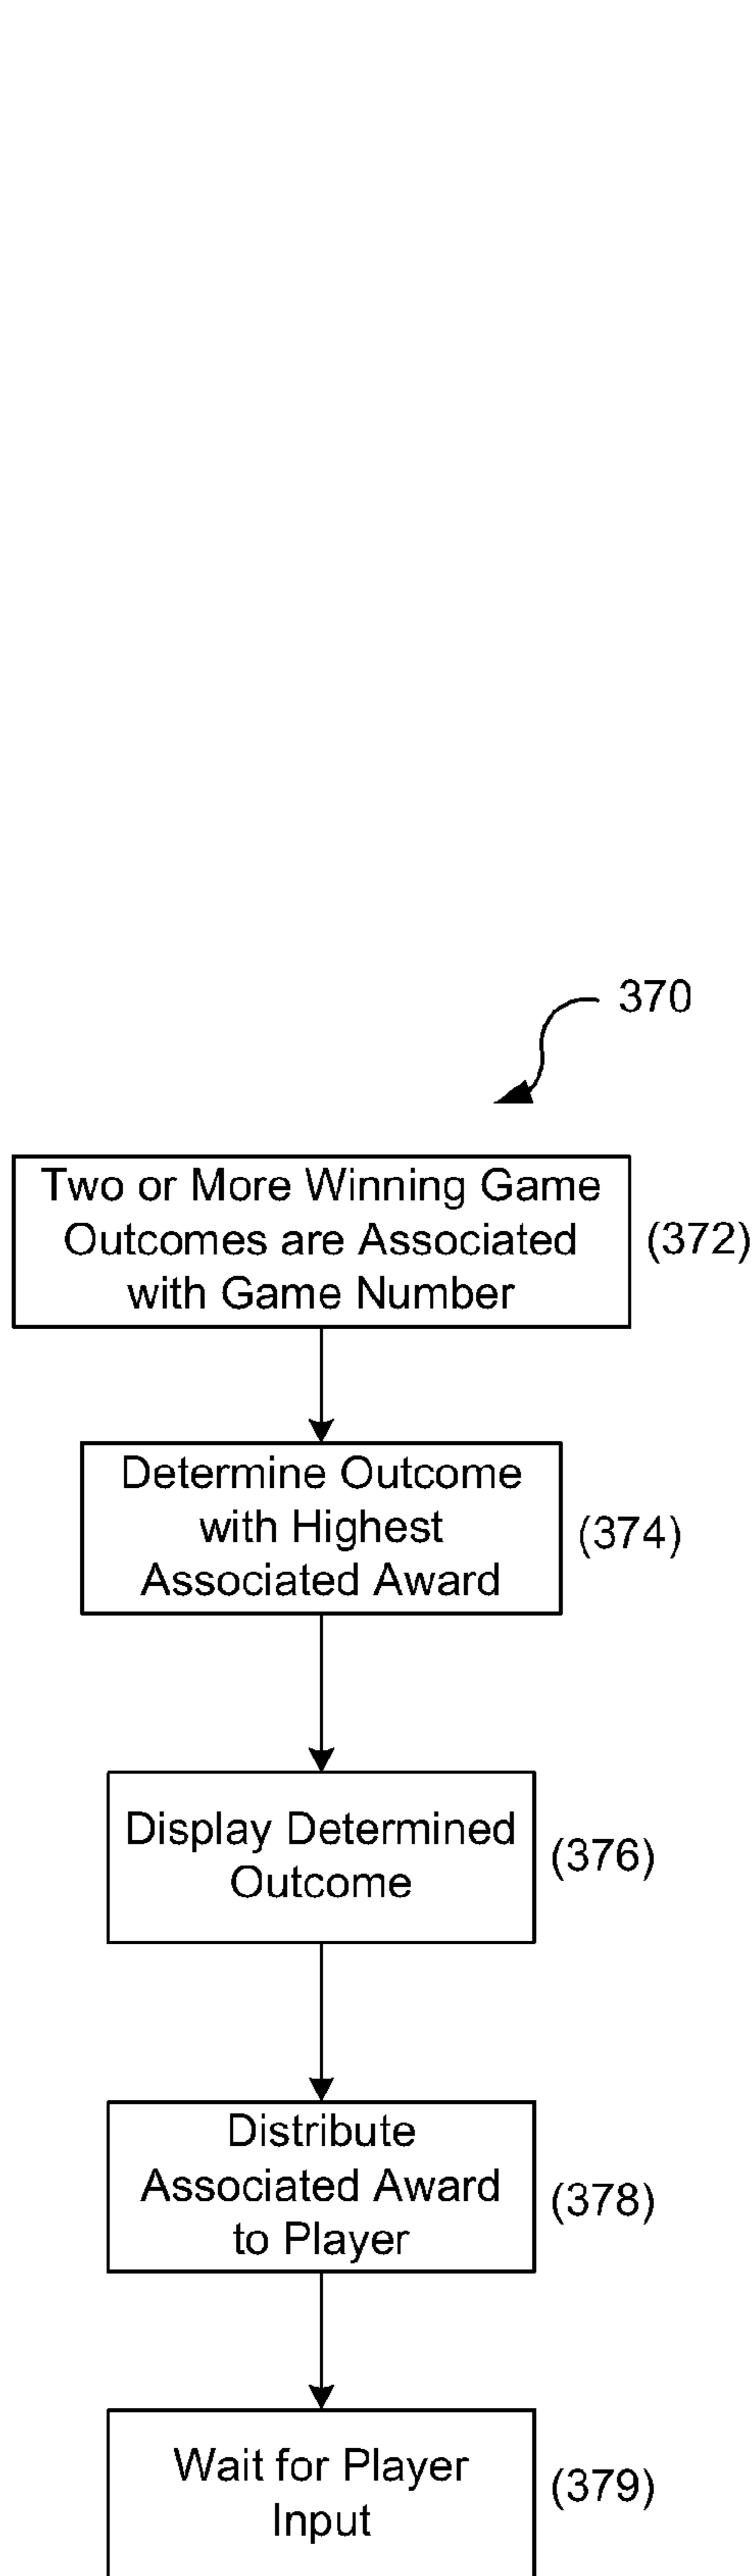 370
Two or More Winning Game
Outcomes are Associated
with Game Number
(372)
Determine Outcome
with Highest
Associated Award
(374)
Display Determined
Outcome
(376)
Distribute
Associated Award
to Player
(378)
Wait for Player
Input
(379)